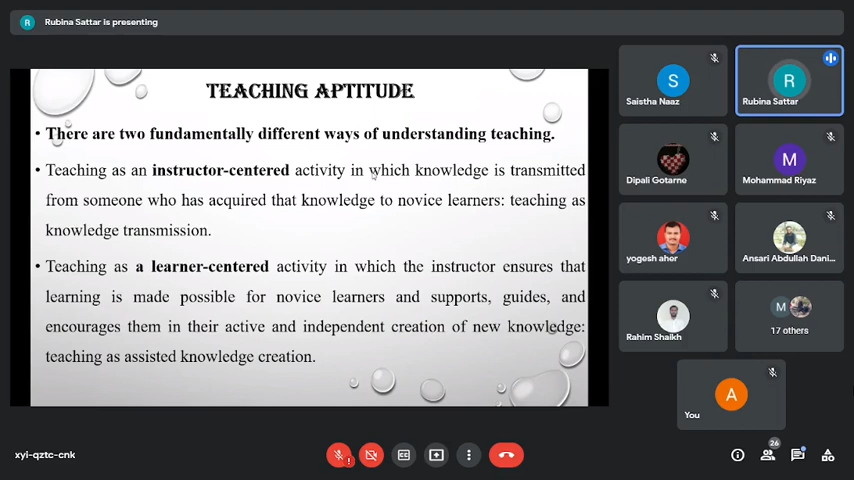 R Rubina Sattar is presenting
TEACHING APTITUDE
• There are two fundamentally different ways of understanding teaching.
• Teaching as an instructor-centered activity in which knowledge is transmitted
from someone who has acquired that knowledge to novice learners: teaching as
knowledge transmission.
• Teaching as a learner-centered activity in which the instructor ensures that
learning is made possible for novice learners and supports, guides, and
encourages them in their active and independent creation of new knowledge:
teaching as assisted knowledge creation.
S
Saistha Naaz
R
Rubina Sattar
Dipali Gotarne
M
Mohammad Riyaz
yogesh aher
Ansari Abdullah Dani...
Rahim Shaikh
M
17 others
A
You
xyi-qztc-cnk
!
CC
26